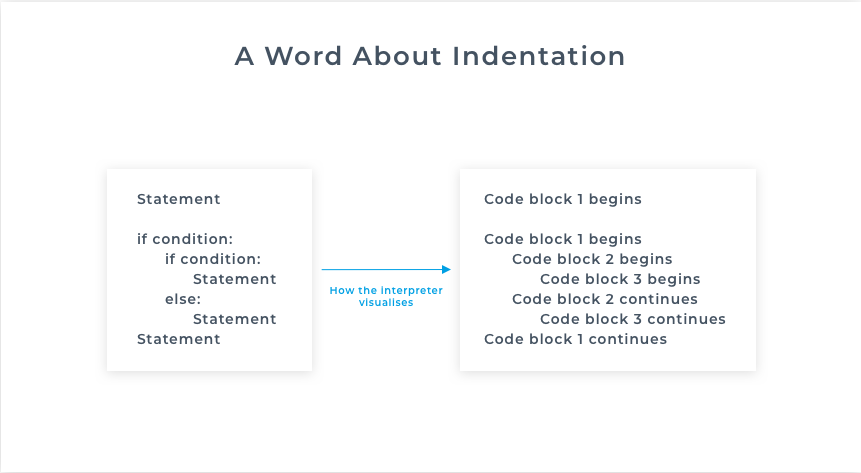 A Word About Indentation
Statement
if condition:
if condition:
Statement
else:
Statement
Statement
How the interpreter
visualises
Code block 1 begins
Code block 1 begins
Code block 2 begins
Code block 3 begins
Code block 2 continues
Code block 3 continues
Code block 1 continues